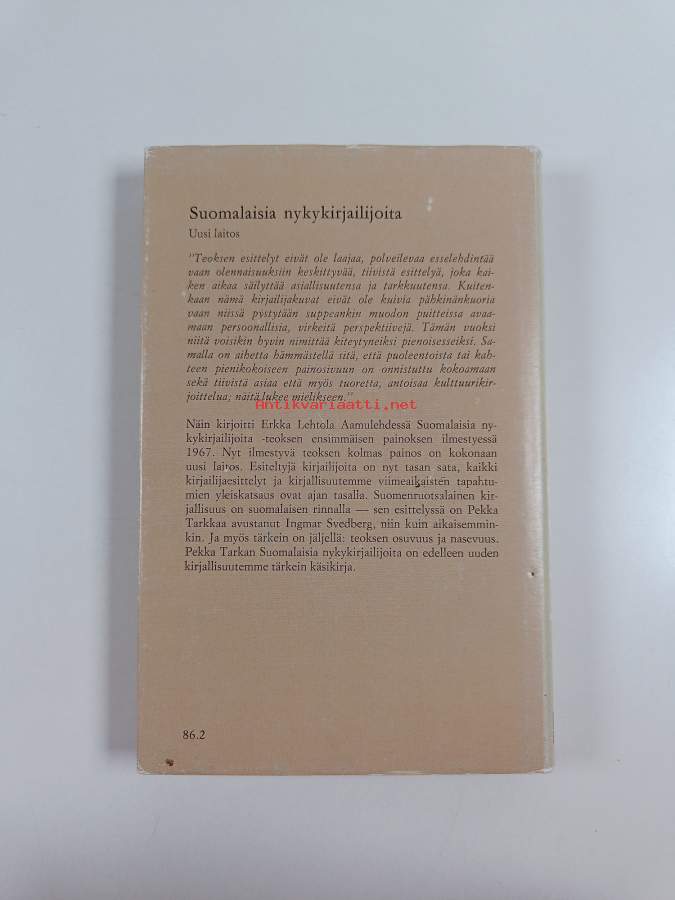 Suomalaisia nykykirjailijoita
Uusi laitos
"Teoksen esittelyt eivät ole laajaa, polveilevaa esselehdintää
vaan olennaisuuksiin keskittyvää, tiivistä esittelyä, joka kai-
ken aikaa säilyttää asiallisuutensa ja tarkkuutensa. Kuiten-
kaan nämä kirjailijakuvat eivät ole kuivia pähkinänkuoria
vaan niissä pystytään suppeankin muodon puitteissa avaa-
maan persoonallisia, virkeitä perspektiivejä. Tämän vuoksi
niitä voisikin hyvin nimittää kiteytyneiksi pienoisesseiksi. Sa-
malla on aihetta hämmästellä sitä, että puoleentoista tai kah-
teen pienikokoiseen painosivuun on onnistuttu kokoamaan
sekä tiivistä asiaa että myös tuoretta, antoisaa kulttuurikir-
joittelua; näitä lukee mielikseen."
Antikvariaatti.net
Näin kirjoitti Erkka Lehtola Aamulehdessä Suomalaisia ny-
kykirjailijoita -teoksen ensimmäisen painoksen ilmestyessä
1967. Nyt ilmestyvä teoksen kolmas painos on kokonaan
uusi laitos. Esiteltyjä kirjailijoita on nyt tasan sata, kaikki
kirjailijaesittelyt ja kirjallisuutemme viimeaikaisten tapahtu-
mien yleiskatsaus ovat ajan tasalla. Suomenruotsalainen kir-
jallisuus on suomalaisen rinnalla — sen esittelyssä on Pekka
Tarkkaa avustanut Ingmar Svedberg, niin kuin aikaisemmin-
kin. Ja myös tärkein on jäljellä: teoksen osuvuus ja nasevuus.
Pekka Tarkan Suomalaisia nykykirjailijoita on edelleen uuden
kirjallisuutemme tärkein käsikirja.
86.2